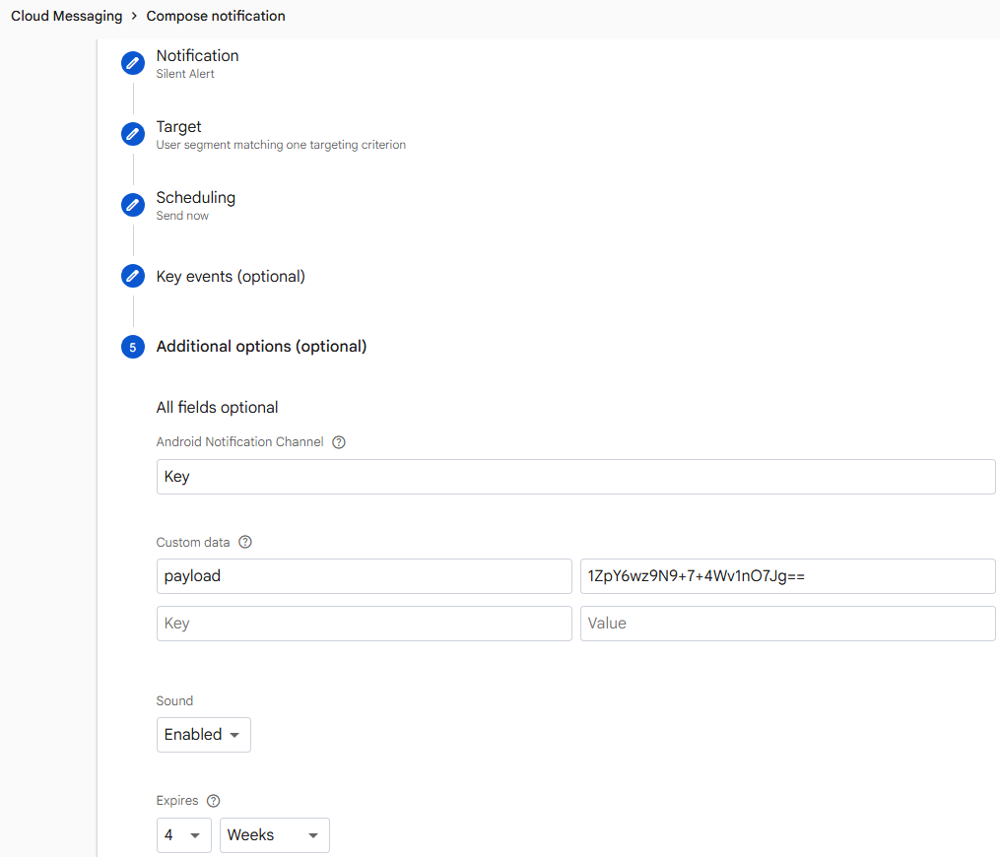 Cloud Messaging > Compose notification
Notification
Silent Alert
Target
User segment matching one targeting criterion
Scheduling
Send now
Key events (optional)
5 Additional options (optional)
All fields optional
Android Notification Channel ?
Key
Custom data ?
payload 1ZpY6wz9N9+7+4Wv1nO7Jg==
Key Value
Sound
Enabled
Expires ?
4 Weeks